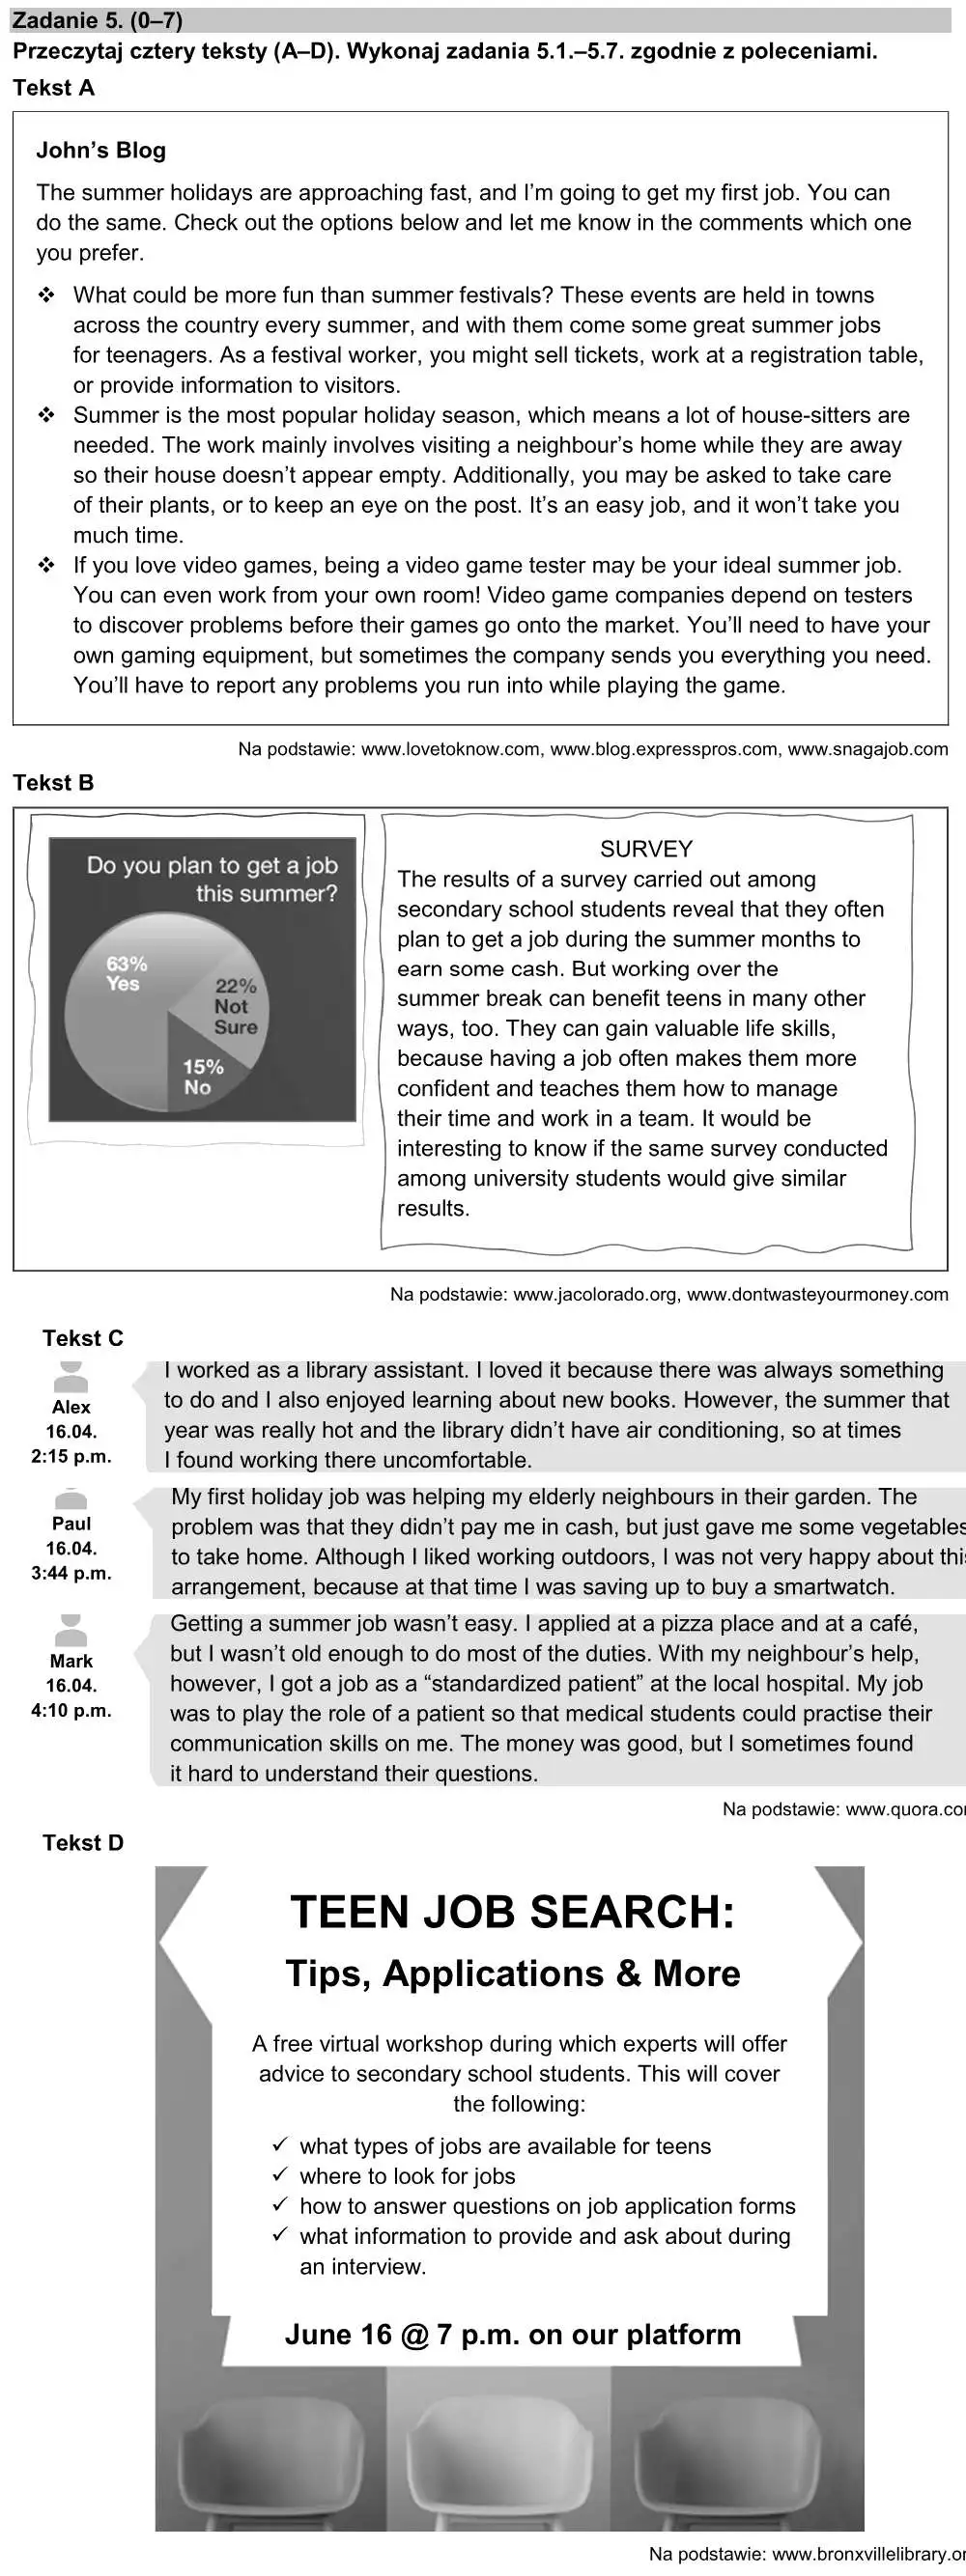 Zadanie 5. (0–7)
Przeczytaj cztery teksty (A–D). Wykonaj zadania 5.1.–5.7. zgodnie z poleceniami.
Tekst A
John's Blog
The summer holidays are approaching fast, and I'm going to get my first job. You can
do the same. Check out the options below and let me know in the comments which one
you prefer.
❖ What could be more fun than summer festivals? These events are held in towns
across the country every summer, and with them come some great summer jobs
for teenagers. As a festival worker, you might sell tickets, work at a registration table,
or provide information to visitors.
❖ Summer is the most popular holiday season, which means a lot of house-sitters are
needed. The work mainly involves visiting a neighbour's home while they are away
so their house doesn't appear empty. Additionally, you may be asked to take care
of their plants, or to keep an eye on the post. It's an easy job, and it won't take you
much time.
❖ If you love video games, being a video game tester may be your ideal summer job.
You can even work from your own room! Video game companies depend on testers
to discover problems before their games go onto the market. You'll need to have your
own gaming equipment, but sometimes the company sends you everything you need.
You'll have to report any problems you run into while playing the game.
Na podstawie: www.lovetoknow.com, www.blog.expresspros.com, www.snagajob.com
Tekst B
Do you plan to get a job
this summer?
63%
Yes
22%
Not
Sure
15%
No
SURVEY
The results of a survey carried out among
secondary school students reveal that they often
plan to get a job during the summer months to
earn some cash. But working over the
summer break can benefit teens in many other
ways, too. They can gain valuable life skills,
because having a job often makes them more
confident and teaches them how to manage
their time and work in a team. It would be
interesting to know if the same survey conducted
among university students would give similar
results.
Na podstawie: www.jacolorado.org, www.dontwasteyourmoney.com
Tekst C
Alex
16.04.
2:15 p.m.
I worked as a library assistant. I loved it because there was always something
to do and I also enjoyed learning about new books. However, the summer that
year was really hot and the library didn't have air conditioning, so at times
I found working there uncomfortable.
Paul
16.04.
3:44 p.m.
My first holiday job was helping my elderly neighbours in their garden. The
problem was that they didn't pay me in cash, but just gave me some vegetables
to take home. Although I liked working outdoors, I was not very happy about this
arrangement, because at that time I was saving up to buy a smartwatch.
Mark
16.04.
4:10 p.m.
Getting a summer job wasn't easy. I applied at a pizza place and at a café,
but I wasn't old enough to do most of the duties. With my neighbour's help,
however, I got a job as a “standardized patient” at the local hospital. My job
was to play the role of a patient so that medical students could practise their
communication skills on me. The money was good, but I sometimes found
it hard to understand their questions.
Na podstawie: www.quora.com
Tekst D
TEEN JOB SEARCH:
Tips, Applications & More
A free virtual workshop during which experts will offer
advice to secondary school students. This will cover
the following:
✓ what types of jobs are available for teens
✓ where to look for jobs
✓ how to answer questions on job application forms
✓ what information to provide and ask about during
an interview.
June 16 @ 7 p.m. on our platform
Na podstawie: www.bronxvillelibrary.or